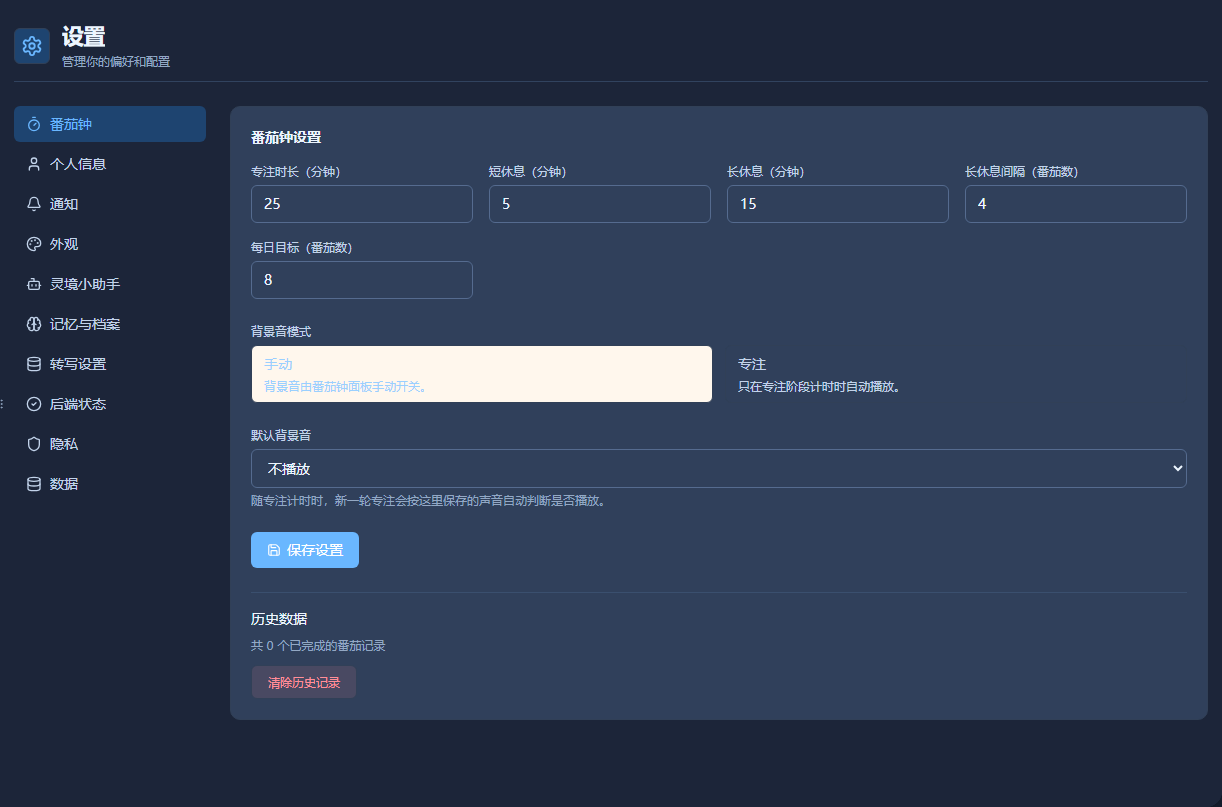 设置
管理你的偏好和配置
番茄钟
个人信息
通知
外观
灵境小助手
记忆与档案
转写设置
后端状态
隐私
数据
番茄钟设置
专注时长（分钟）
短休息（分钟）
长休息（分钟）
长休息间隔（番茄数）
25
5
15
4
每日目标（番茄数）
8
背景音模式
手动
背景音由番茄钟面板手动开关。
专注
只在专注阶段计时时自动播放。
默认背景音
不播放
随专注计时时，新一轮专注会按这里保存的声音自动判断是否播放。
保存设置
历史数据
共 0 个已完成的番茄记录
清除历史记录